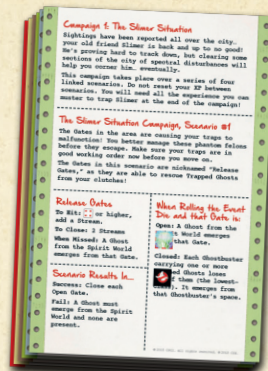 Campaign 1: The Slimer Situation
Sightings have been reported all over the city...
your old friend Slimer is back and up to no good!
He's proving hard to track down, but clearing some
sections of the city of spectral disturbances will
help you corner him… eventually.
This campaign takes place over a series of four
linked scenarios. Do not reset your XP between
scenarios. You will need all the experience you can
muster to trap Slimer at the end of the campaign!
The Slimer Situation Campaign, Scenario #1
The Gates in the area are causing your traps to
malfunction! You better manage these phantom felons
before they escape. Make sure your traps are in
good working order now before you move on.
The Gates in this scenario are nicknamed "Release
Gates," as they are able to rescue Trapped Ghosts
from your clutches!
Release Gates
To Hit: or higher,
add a Stream.
To Close: 2 Streams
When Missed: A Ghost
from the Spirit World
emerges from that Gate.
Scenario Results In…
Success: Close each
Open Gate.
Fail: A Ghost must
emerge from the Spirit
World and none are
present.
When Rolling the Event
Die and that Gate is:
Open: A Ghost from the
t World emerges
that Gate.
Closed: Each Ghostbuster
carrying one or more
ed Ghosts loses
f them (the lowest-
). It emerges from
that Ghostbuster's space.